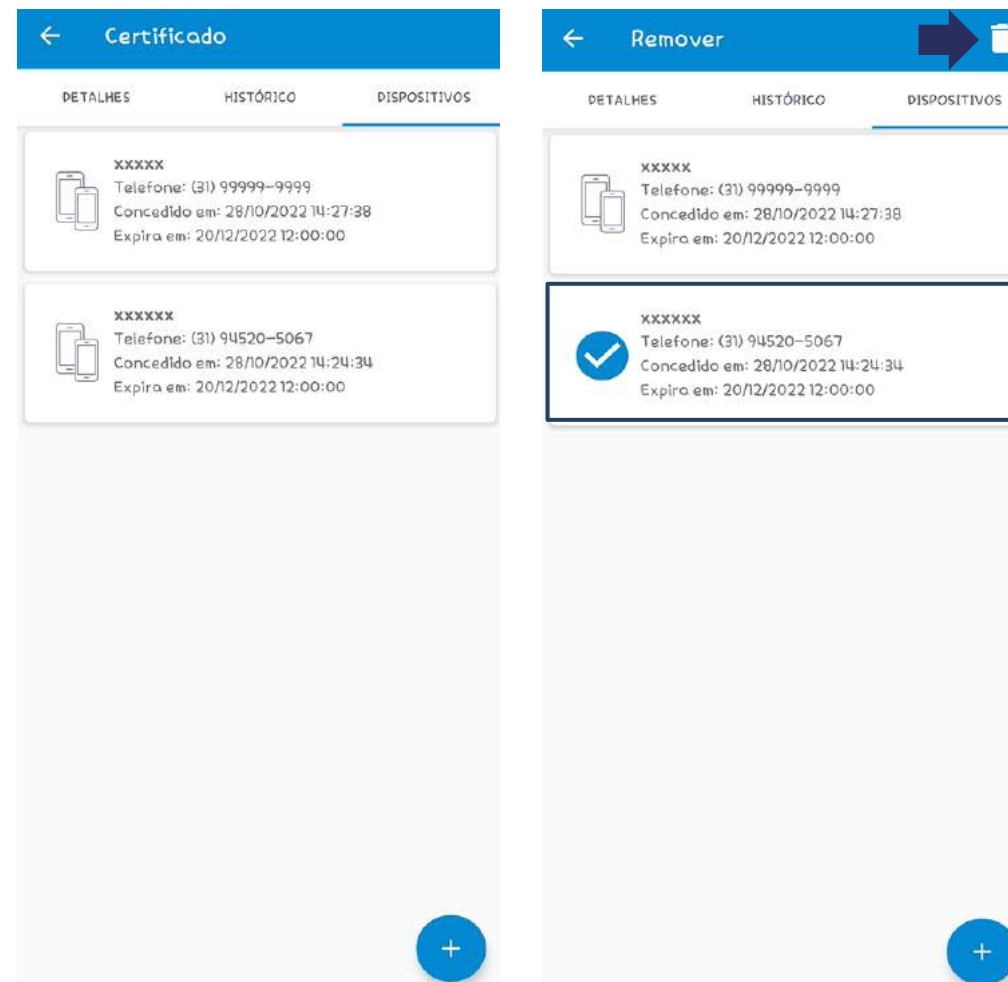 Certificado
DETALHES HISTÓRICO DISPOSITIVOS
xxxxx
Telefone: (31) 99999-9999
Concedido em: 28/10/2022 14:27:38
Expira em: 20/12/2022 12:00:00
xxxxxx
Telefone: (31) 94520-5067
Concedido em: 28/10/2022 14:24:34
Expira em: 20/12/2022 12:00:00
+
Remover
DETALHES HISTÓRICO DISPOSITIVOS
xxxxx
Telefone: (31) 99999-9999
Concedido em: 28/10/2022 14:27:38
Expira em: 20/12/2022 12:00:00
xxxxxx
Telefone: (31) 94520-5067
Concedido em: 28/10/2022 14:24:34
Expira em: 20/12/2022 12:00:00
+